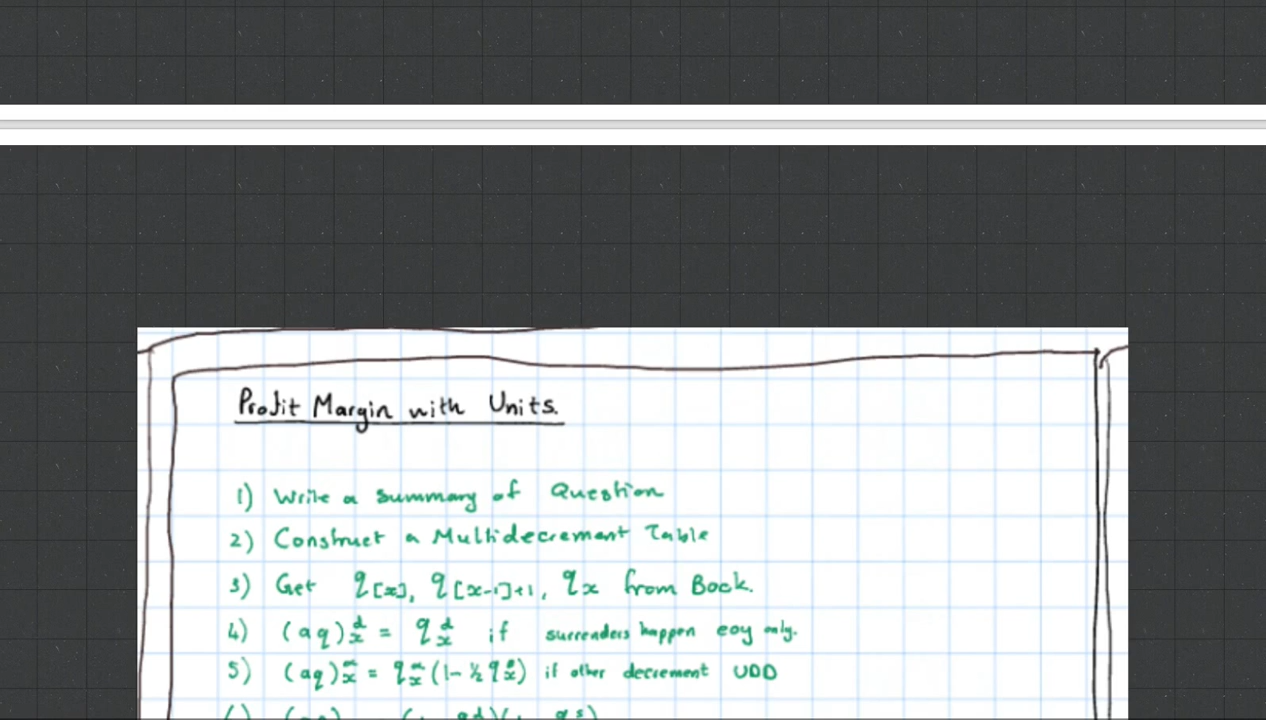 Profit Margin with Units.
1) Write a summary of Question
2) Construct a Multidecrement Table
3) Get q[x], q[x-1]+1, qx from Book.
4) (aq)ᵈₓ = qᵈₓ if surrenders happen eoy only.
5) (aq)ᵐₓ = qᵐₓ(1-½qᵃₓ) if other decrement UDD